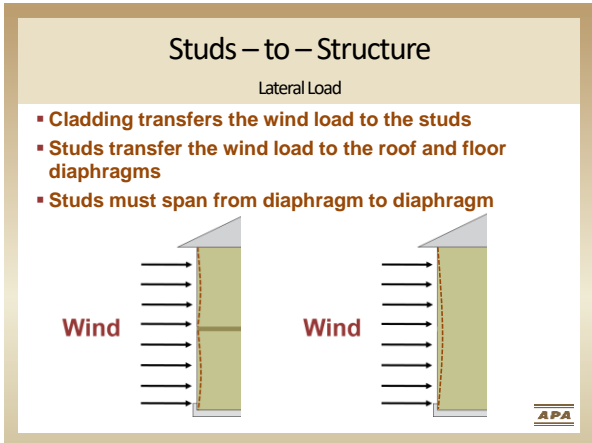 Studs – to – Structure
Lateral Load
▪ Cladding transfers the wind load to the studs
▪ Studs transfer the wind load to the roof and floor
diaphragms
▪ Studs must span from diaphragm to diaphragm
Wind
Wind
APA